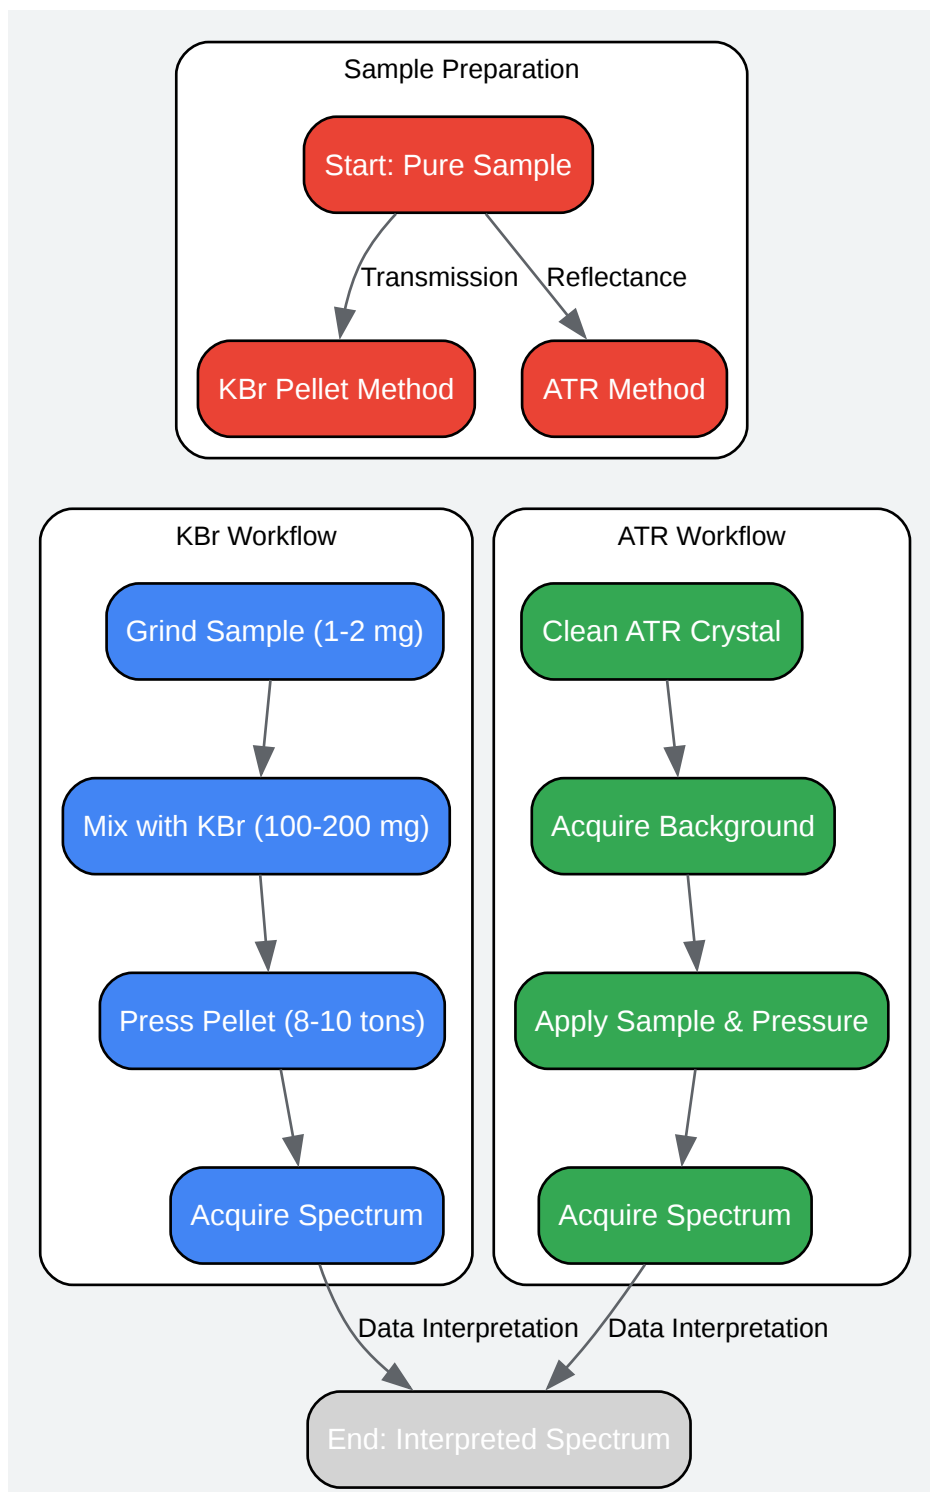 Sample Preparation
Start: Pure Sample
Transmission
Reflectance
KBr Pellet Method
ATR Method
KBr Workflow
Grind Sample (1-2 mg)
Mix with KBr (100-200 mg)
Press Pellet (8-10 tons)
Acquire Spectrum
ATR Workflow
Clean ATR Crystal
Acquire Background
Apply Sample & Pressure
Acquire Spectrum
Data Interpretation
Data Interpretation
End: Interpreted Spectrum